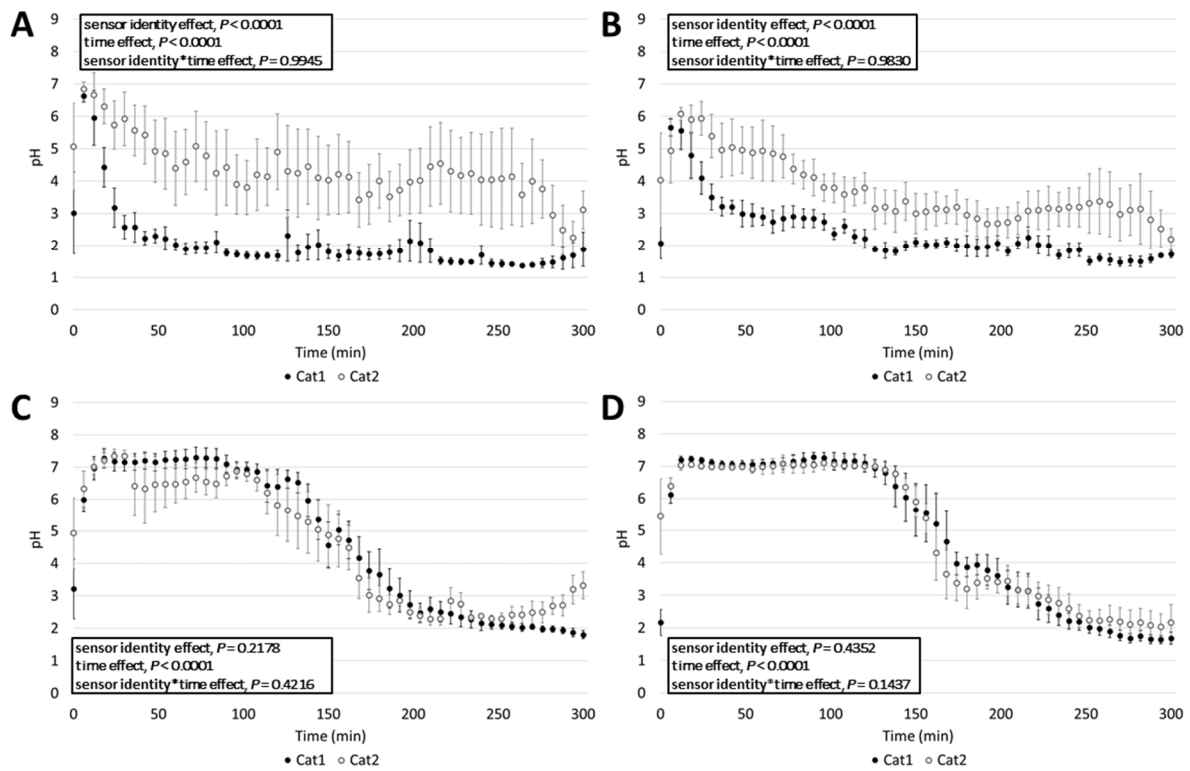 A
sensor identity effect, P < 0.0001
time effect, P < 0.0001
sensor identity*time effect, P = 0.9945
9
8
7
6
5
4
3
2
1
0
pH
0 50 100 150 200 250 300
Time (min)
Cat1 Cat2
B
sensor identity effect, P < 0.0001
time effect, P < 0.0001
sensor identity*time effect, P = 0.9830
9
8
7
6
5
4
3
2
1
0
pH
0 50 100 150 200 250 300
Time (min)
Cat1 Cat2
C
9
8
7
6
5
4
3
2
1
0
pH
sensor identity effect, P = 0.2178
time effect, P < 0.0001
sensor identity*time effect, P = 0.4216
0 50 100 150 200 250 300
Time (min)
Cat1 Cat2
D
9
8
7
6
5
4
3
2
1
0
pH
sensor identity effect, P = 0.4352
time effect, P < 0.0001
sensor identity*time effect, P = 0.1437
0 50 100 150 200 250 300
Time (min)
Cat1 Cat2